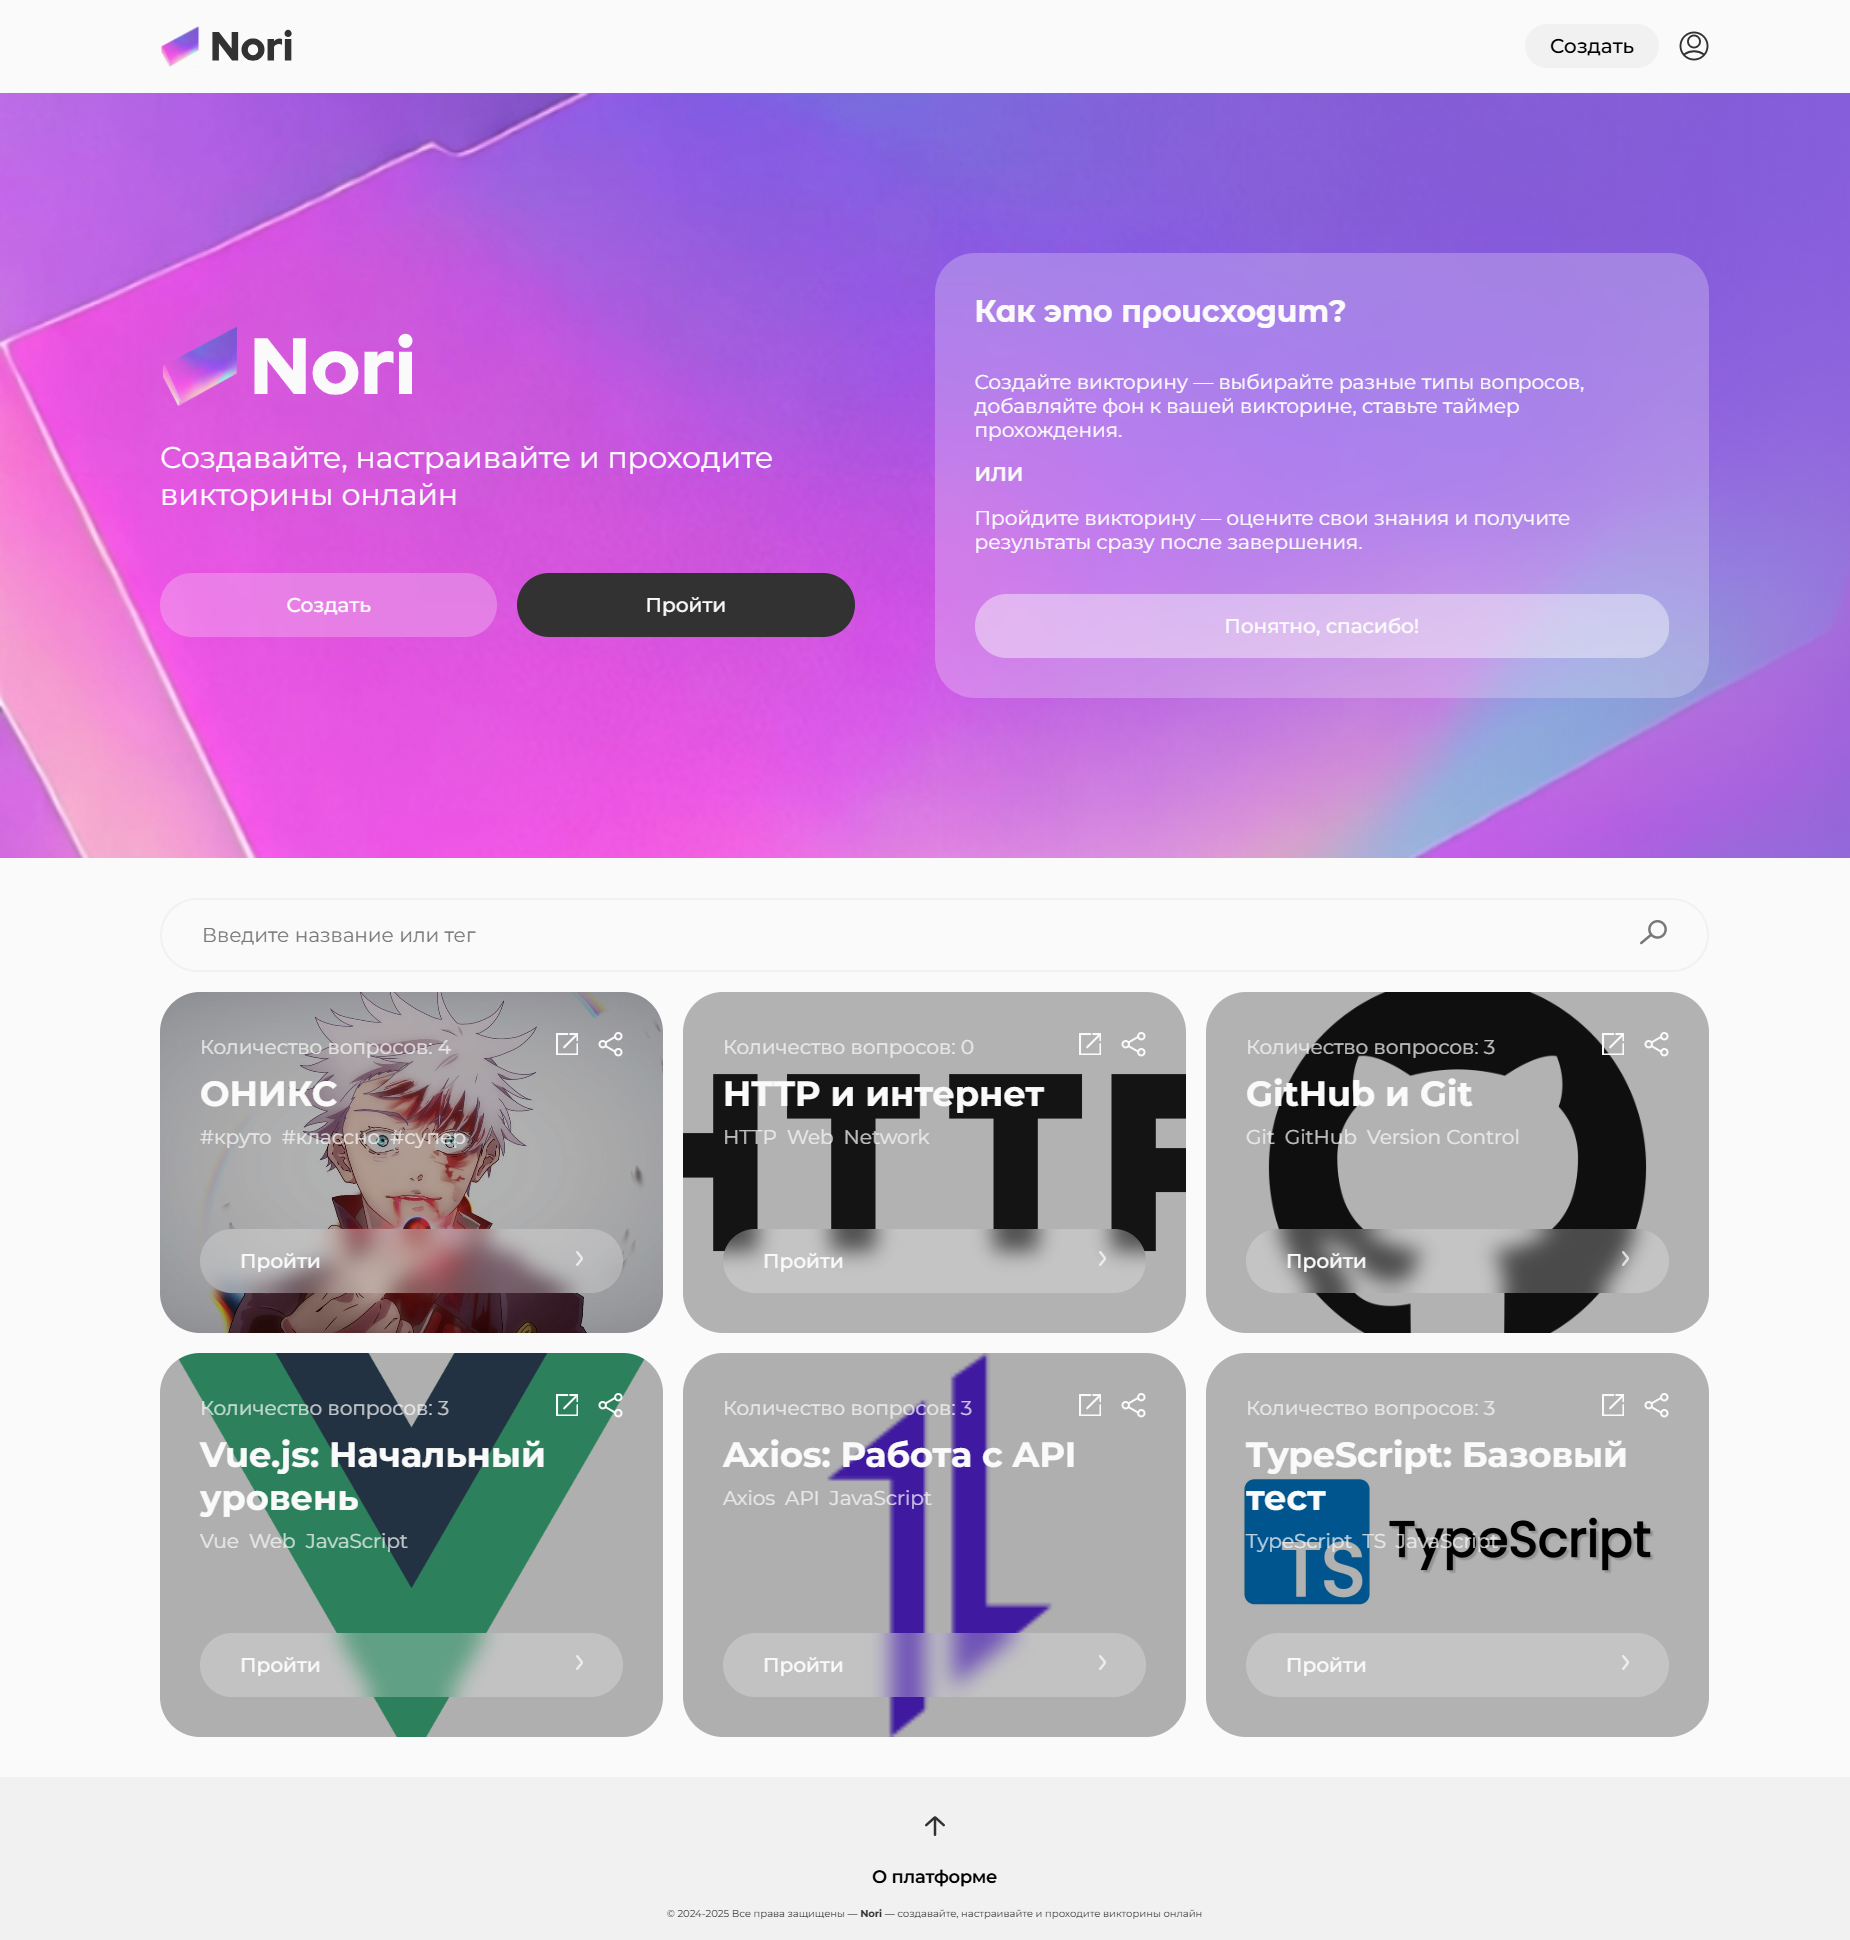 Nori
Создать
Nori
Создавайте, настраивайте и проходите
викторины онлайн
Создать
Пройти
Как это происходит?
Создайте викторину — выбирайте разные типы вопросов,
добавляйте фон к вашей викторине, ставьте таймер
прохождения.
или
Пройдите викторину — оцените свои знания и получите
результаты сразу после завершения.
Понятно, спасибо!
Введите название или тег
Количество вопросов: 4
ОНИКС
#круто #классно #супер
Пройти
Количество вопросов: 0
HTTP и интернет
HTTP Web Network
HTTP
Пройти
Количество вопросов: 3
GitHub и Git
Git GitHub Version Control
Пройти
Количество вопросов: 3
Vue.js: Начальный
уровень
Vue Web JavaScript
Пройти
Количество вопросов: 3
Axios: Работа с API
Axios API JavaScript
Пройти
Количество вопросов: 3
TypeScript: Базовый
тест
TypeScript TS JavaScript
TS TypeScript
Пройти
О платформе
© 2024-2025 Все права защищены — Nori — создавайте, настраивайте и проходите викторины онлайн